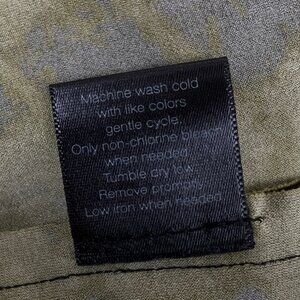 Machine wash cold
with like colors
gentle cycle.
Only non-chlorine bleach
when needed
Tumble dry low.
Remove promptly
Low iron when needed